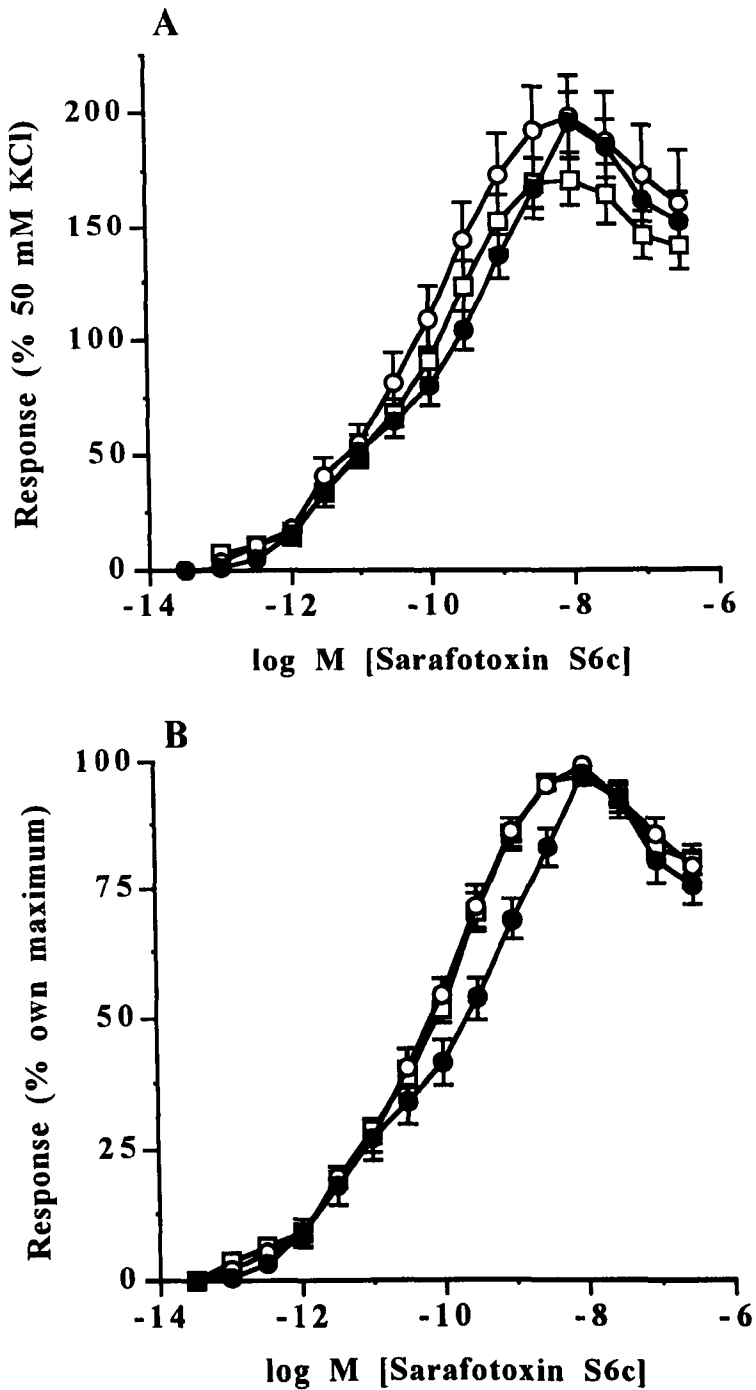 A
200
150
100
50
0
Response (% 50 mM KCl)
-14 -12 -10 -8 -6
log M [Sarafotoxin S6c]
B
100
75
50
25
0
Response (% own maximum)
-14 -12 -10 -8 -6
log M [Sarafotoxin S6c]